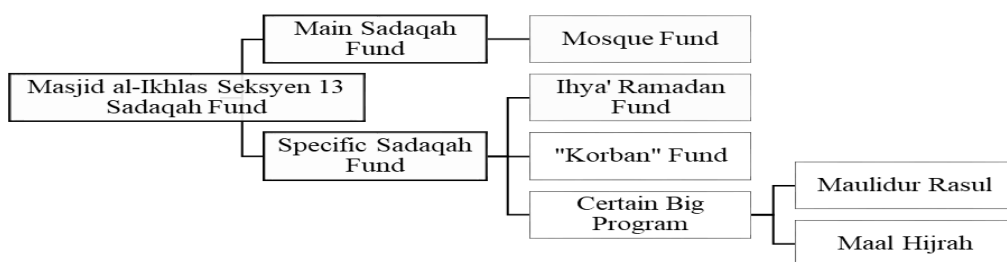 Main Sadaqah
Fund
Mosque Fund
Masjid al-Ikhlas Seksyen 13
Sadaqah Fund
Ihya' Ramadan
Fund
Specific Sadaqah
Fund
"Korban" Fund
Certain Big
Program
Maulidur Rasul
Maal Hijrah